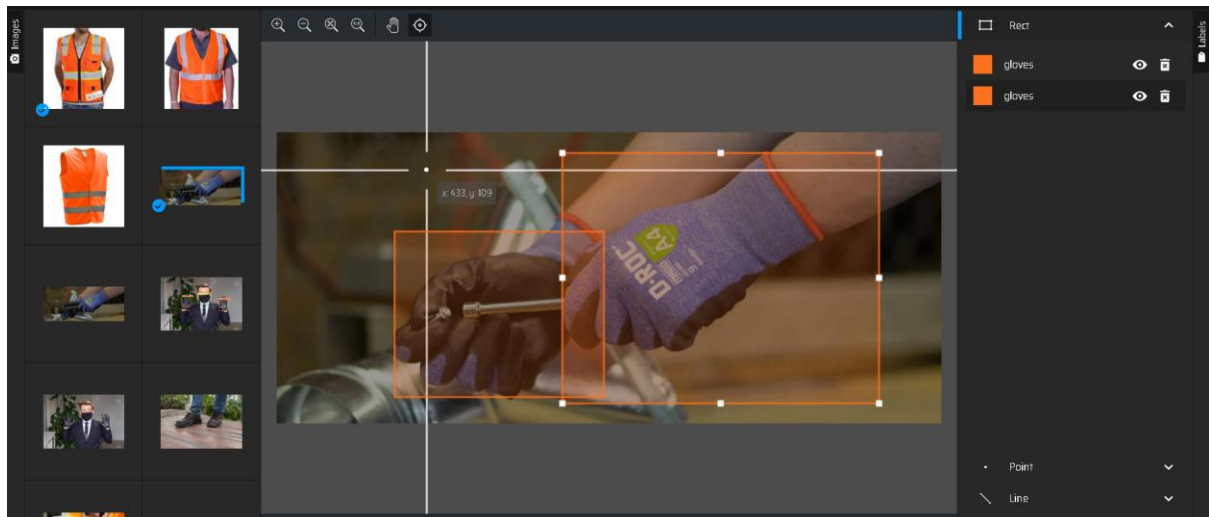 Images
x: 433, y: 109
D-ROC
A4
Rect
gloves
gloves
Point
Line
Labels